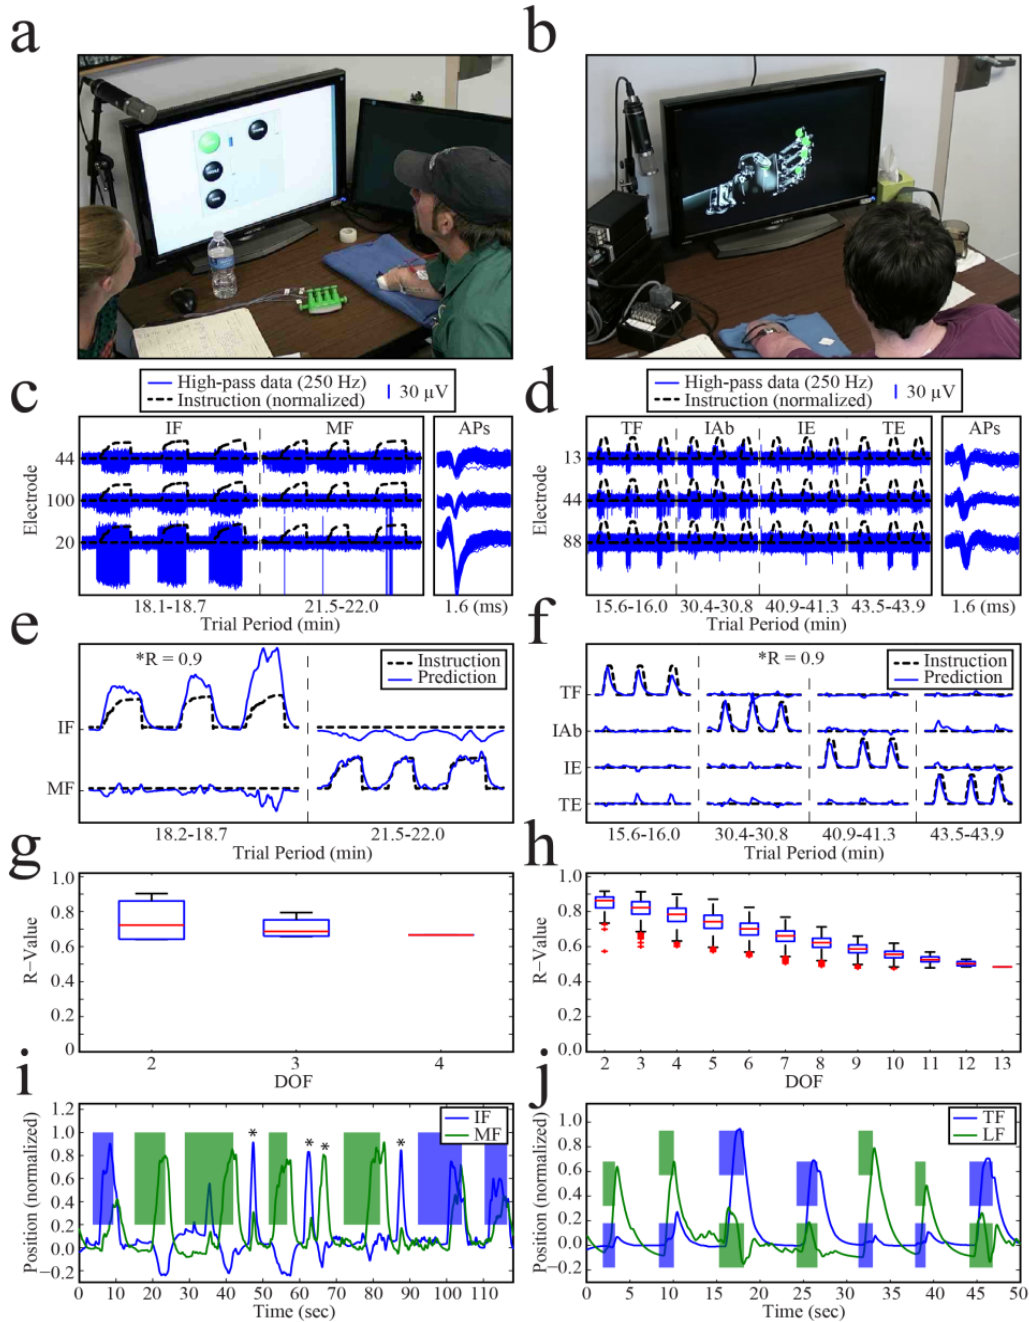 a
b
High-pass data (250 Hz)
Instruction (normalized)
30 µV
High-pass data (250 Hz)
Instruction (normalized)
30 µV
c
IF
MF
APs
Electrode
44
100
20
18.1-18.7
21.5-22.0
1.6 (ms)
Trial Period (min)
d
TF
IAb
IE
TE
APs
Electrode
13
44
88
15.6-16.0
30.4-30.8
40.9-41.3
43.5-43.9
1.6 (ms)
Trial Period (min)
e
*R = 0.9
Instruction
Prediction
IF
MF
18.2-18.7
21.5-22.0
Trial Period (min)
f
*R = 0.9
Instruction
Prediction
TF
IAb
IE
TE
15.6-16.0
30.4-30.8
40.9-41.3
43.5-43.9
Trial Period (min)
g
R-Value
1.0
0.8
0.6
0.4
0.2
0
2
3
4
DOF
h
R-Value
1.0
0.8
0.6
0.4
0.2
0
2 3 4 5 6 7 8 9 10 11 12 13
DOF
i
Position (normalized)
1.2
1.0
0.8
0.6
0.4
0.2
0.0
−0.2
IF
MF
* * * *
0 10 20 30 40 50 60 70 80 90 100 110
Time (sec)
j
Position (normalized)
1.0
0.8
0.6
0.4
0.2
0.0
−0.2
TF
LF
0 5 10 15 20 25 30 35 40 45 50
Time (sec)